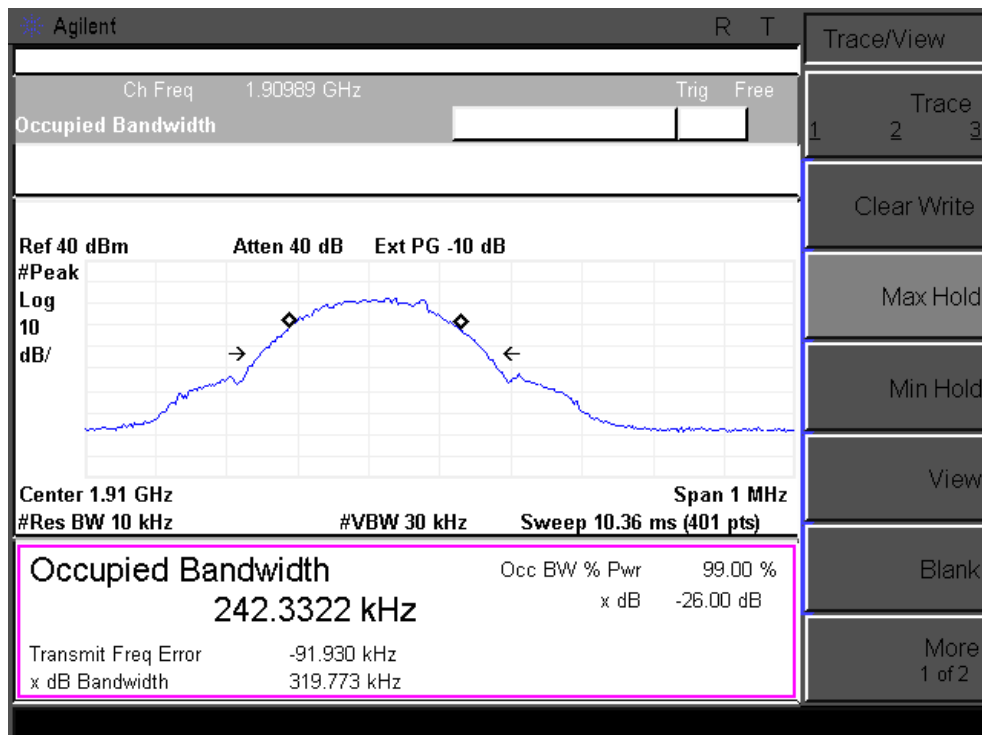 Agilent R T
Ch Freq 1.90989 GHz Trig Free
Occupied Bandwidth
Ref 40 dBm Atten 40 dB Ext PG -10 dB
#Peak
Log
10
dB/
Center 1.91 GHz Span 1 MHz
#Res BW 10 kHz #VBW 30 kHz Sweep 10.36 ms (401 pts)
Occupied Bandwidth
242.3322 kHz
Occ BW % Pwr 99.00 %
x dB -26.00 dB
Transmit Freq Error -91.930 kHz
x dB Bandwidth 319.773 kHz
Trace/View
Trace
1 2 3
Clear Write
Max Hold
Min Hold
View
Blank
More
1 of 2